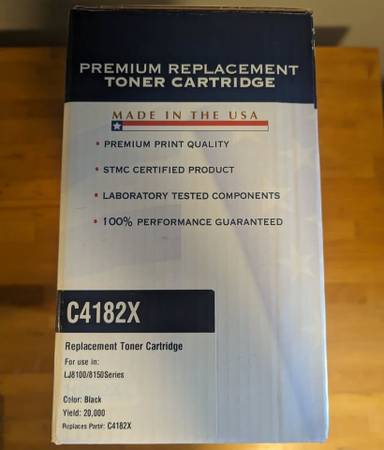 PREMIUM REPLACEMENT
TONER CARTRIDGE
MADE IN THE USA
• PREMIUM PRINT QUALITY
• STMC CERTIFIED PRODUCT
• LABORATORY TESTED COMPONENTS
• 100% PERFORMANCE GUARANTEED
C4182X
Replacement Toner Cartridge
For use in:
LJ8100/8150Series
Color: Black
Yield: 20,000
Replaces Part#: C4182X